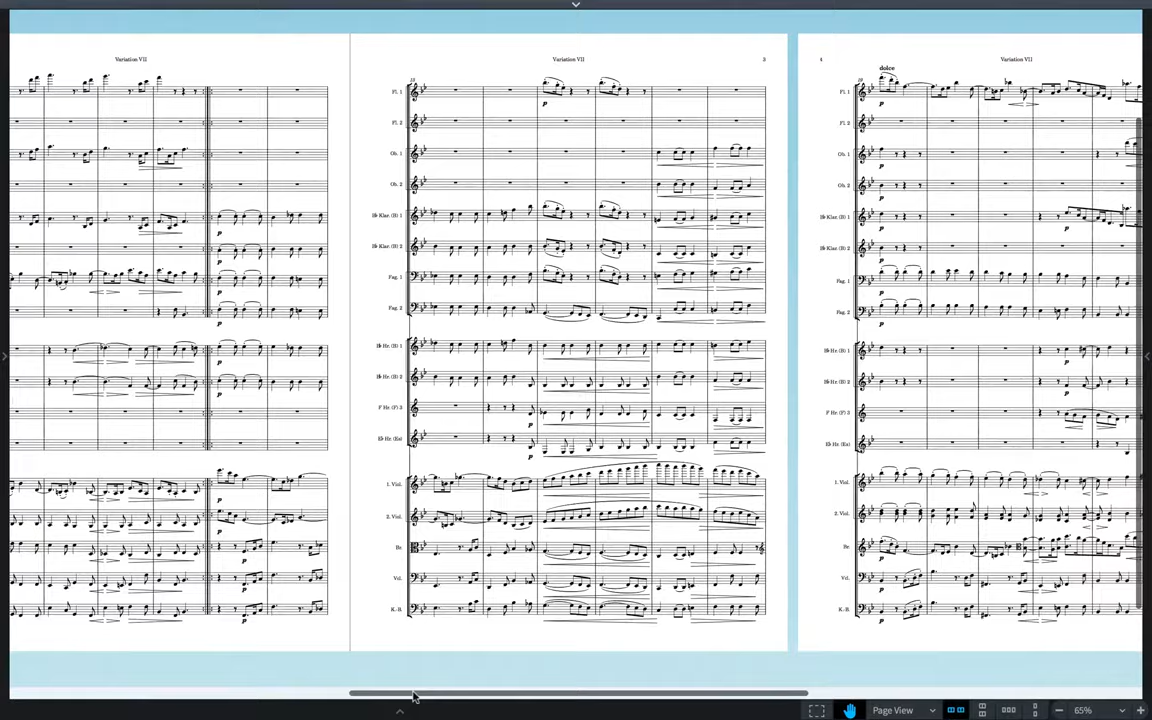 Variation VII
Variation VII
3
13
Fl. 1
p
Fl. 2
Ob. 1
Ob. 2
B♭ Klar. (B) 1
B♭ Klar. (B) 2
Fag. 1
Fag. 2
B♭ Hr. (B) 1
B♭ Hr. (B) 2
F Hr. (F) 3
p
E♭ Hr. (Es)
p
1. Viol.
2. Viol.
Br.
Vcl.
K.-B.
4
Variation VII
dolce
Fl. 1
p
Fl. 2
Ob. 1
p
Ob. 2
p
B♭ Klar. (B) 1
p
B♭ Klar. (B) 2
p
Fag. 1
p
Fag. 2
p
B♭ Hr. (B) 1
p
B♭ Hr. (B) 2
p
F Hr. (F) 3
p
E♭ Hr. (Es)
1. Viol.
p
2. Viol.
p
Br.
p
Vcl.
p
K.-B.
p
Page View
65%